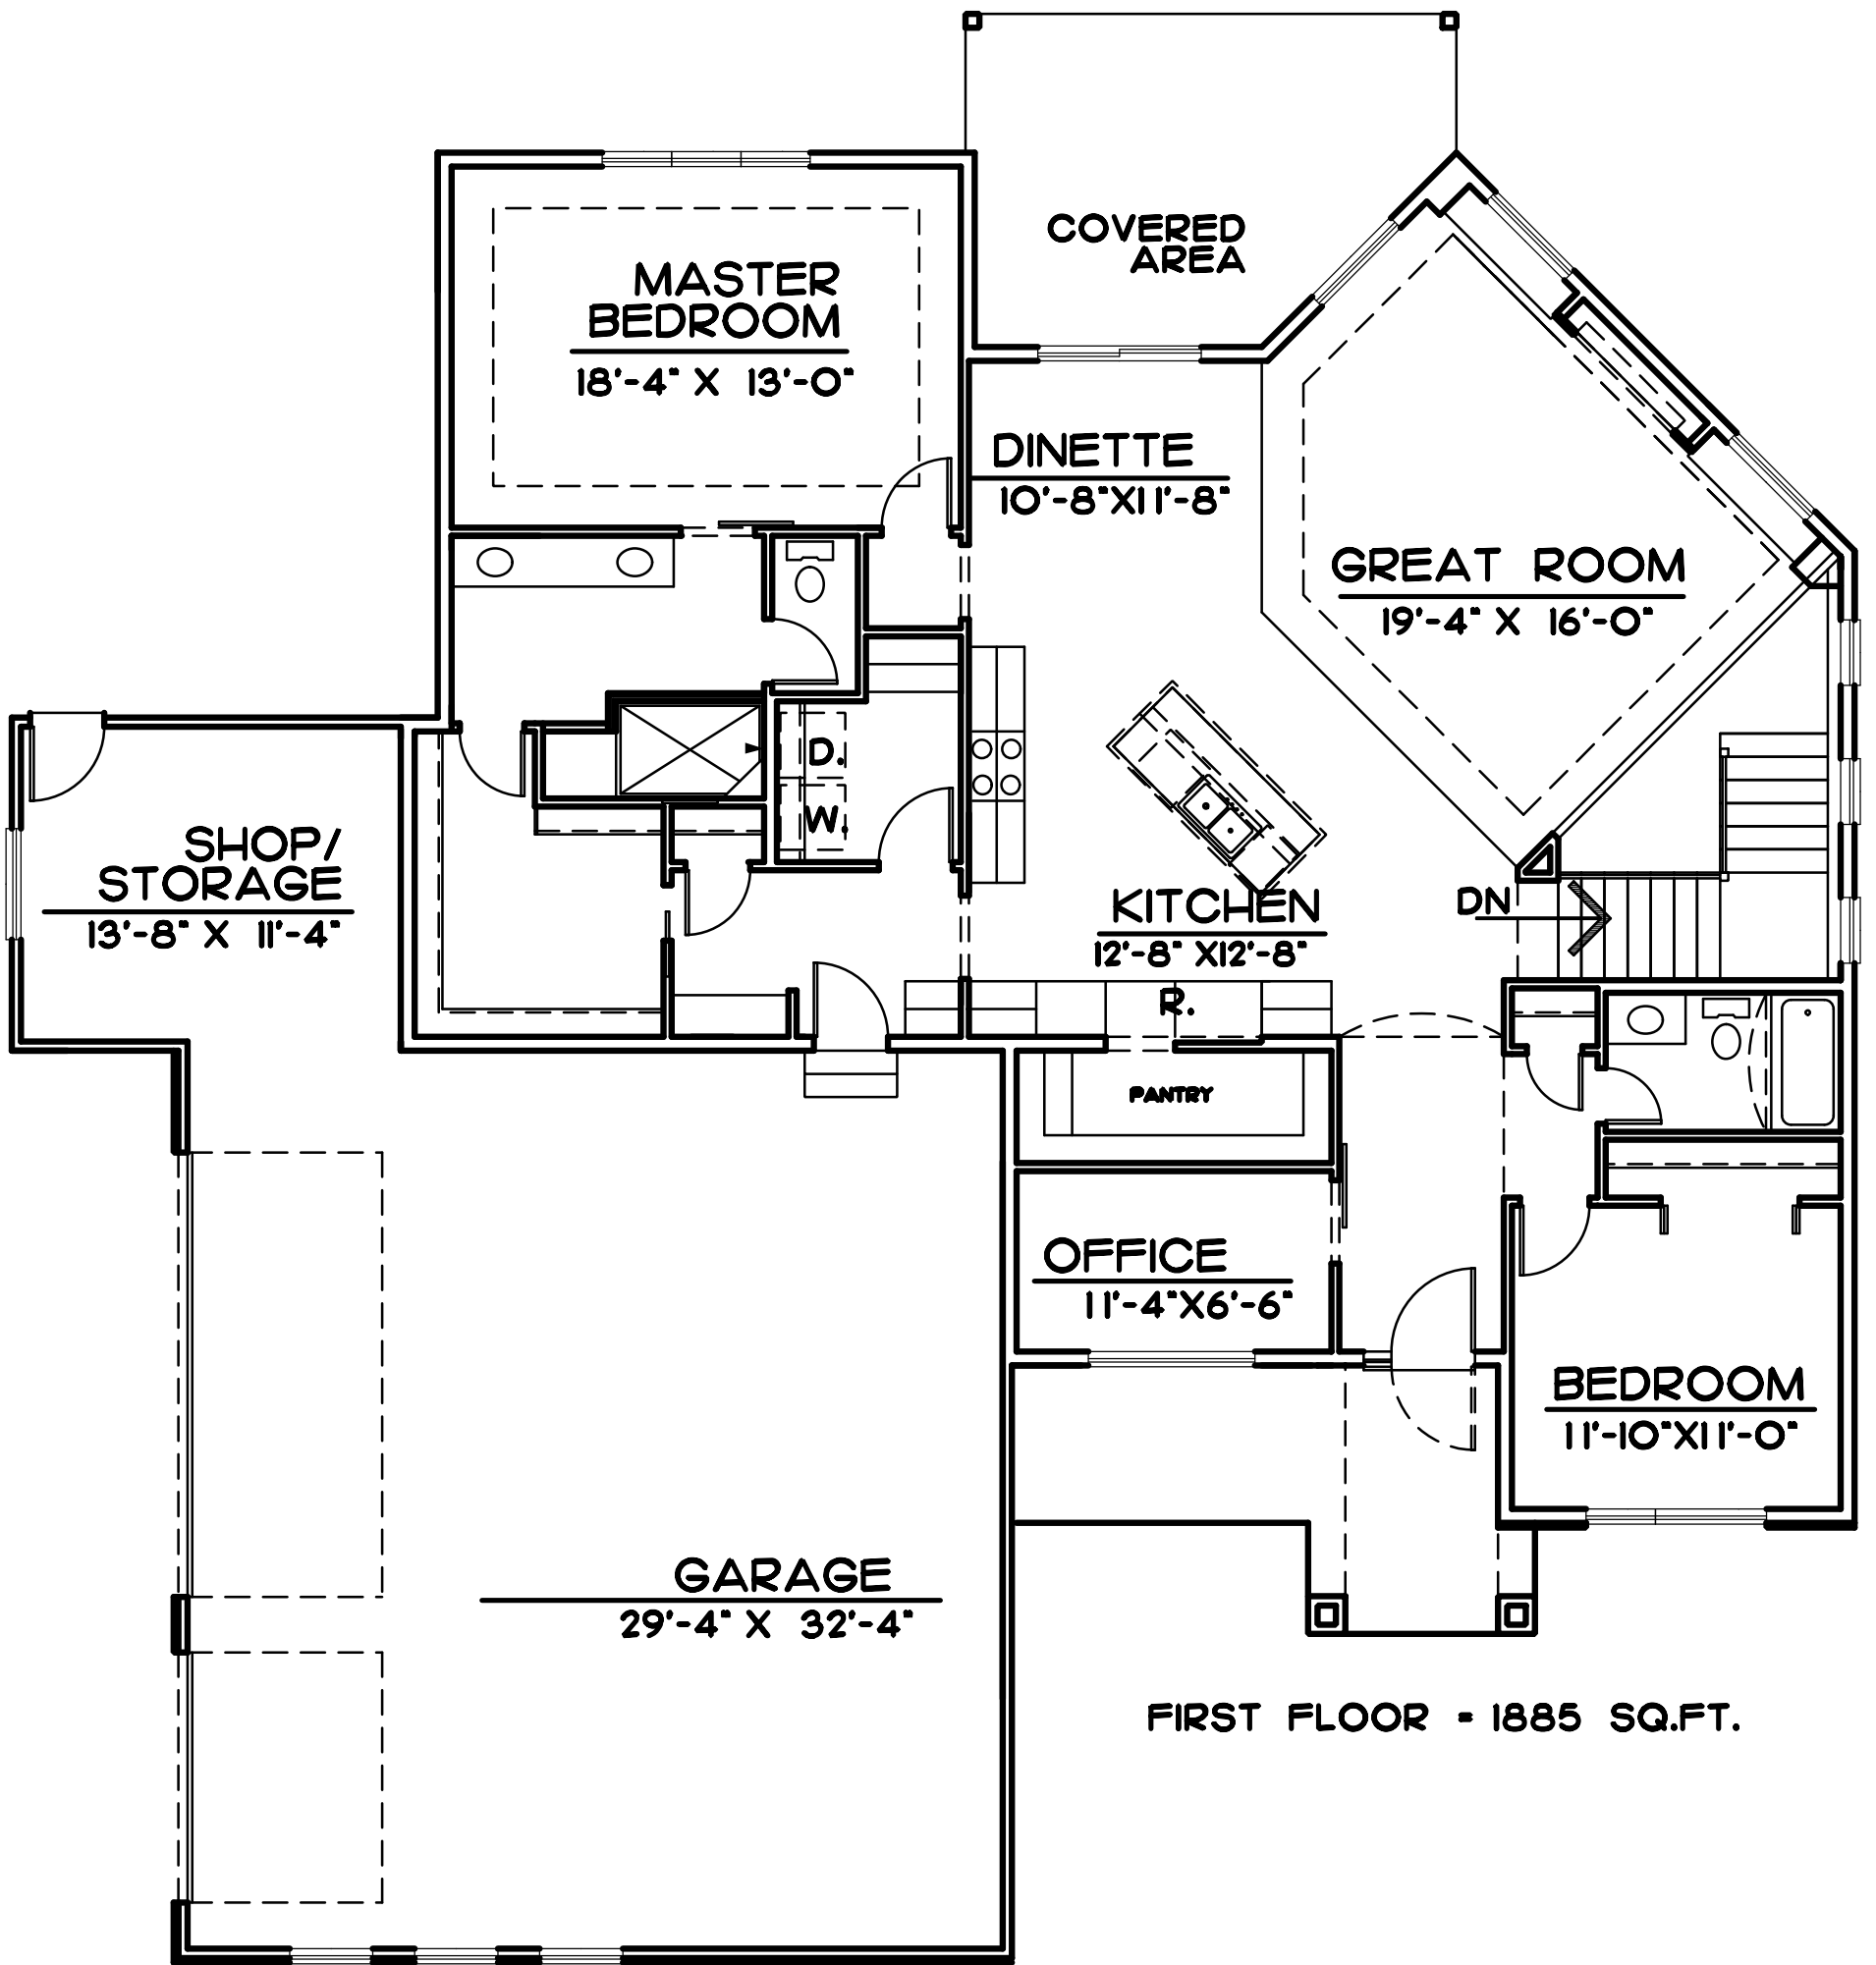 COVERED
AREA
MASTER
BEDROOM
18'-4" X 13'-0"
DINETTE
10'-8"X11'-8"
GREAT ROOM
19'-4" X 16'-0"
D.
W.
SHOP/
STORAGE
13'-8" X 11'-4"
KITCHEN
12'-8" X12'-8"
DN
R.
PANTRY
OFFICE
11'-4"X6'-6"
BEDROOM
11'-10"X11'-0"
GARAGE
29'-4" X 32'-4"
FIRST FLOOR = 1885 SQ.FT.